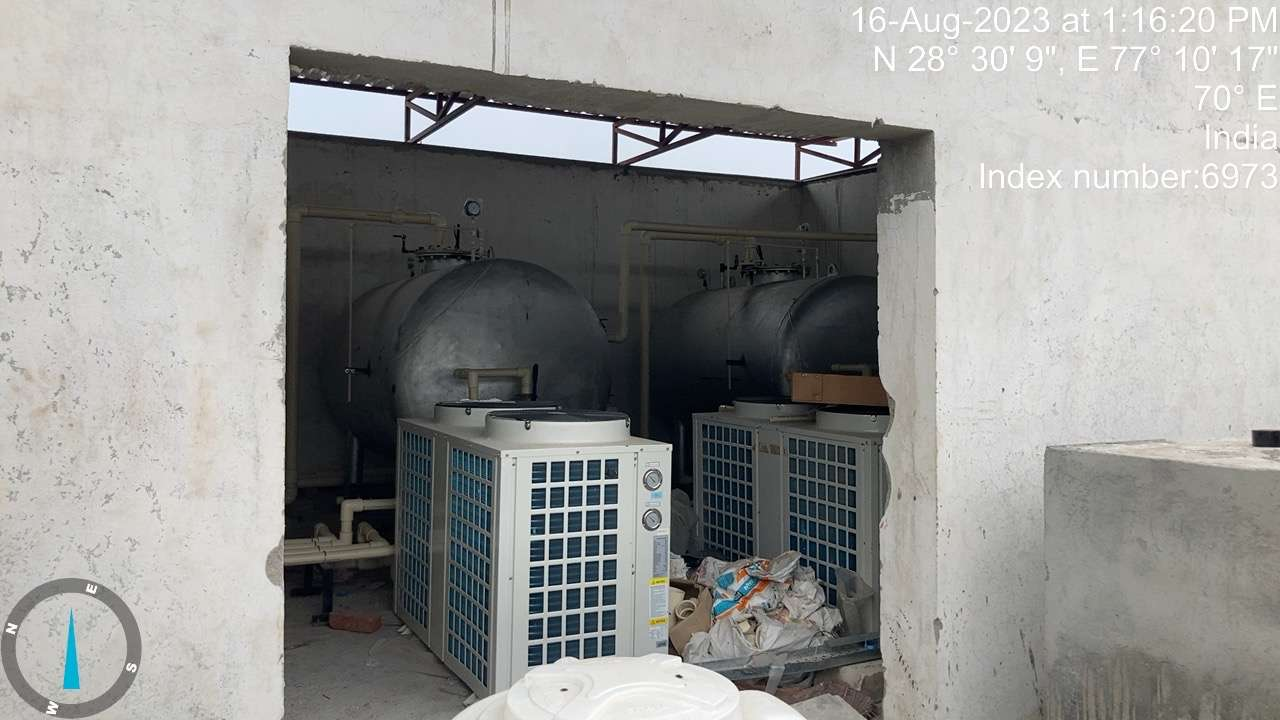 16-Aug-2023 at 1:16:20 PM
N 28° 30' 9", E 77° 10' 17"
70° E
India
Index number:6973
E
N
S
W